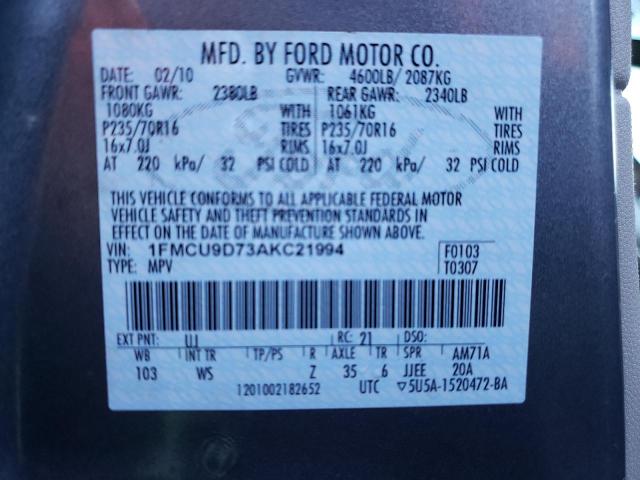 MFD. BY FORD MOTOR CO.
DATE: 02/10 GVWR: 4600LB/ 2087KG
FRONT GAWR: 2380LB REAR GAWR: 2340LB
1080KG WITH 1061KG WITH
P235/70R16 TIRES P235/70R16 TIRES
16x7.0J RIMS 16x7.0J RIMS
AT 220 kPa/ 32 PSI COLD AT 220 kPa/ 32 PSI COLD
THIS VEHICLE CONFORMS TO ALL APPLICABLE FEDERAL MOTOR
VEHICLE SAFETY AND THEFT PREVENTION STANDARDS IN
EFFECT ON THE DATE OF MANUFACTURE SHOWN ABOVE.
VIN: 1FMCU9D73AKC21994 F0103
TYPE: MPV T0307
EXT PNT: UJ RC: 21 DSO:
WB INT TR TP/PS R AXLE TR SPR AM71A
103 WS Z 35 6 JJEE 20A
1201002182652 UTC ▽5U5A-1520472-BA